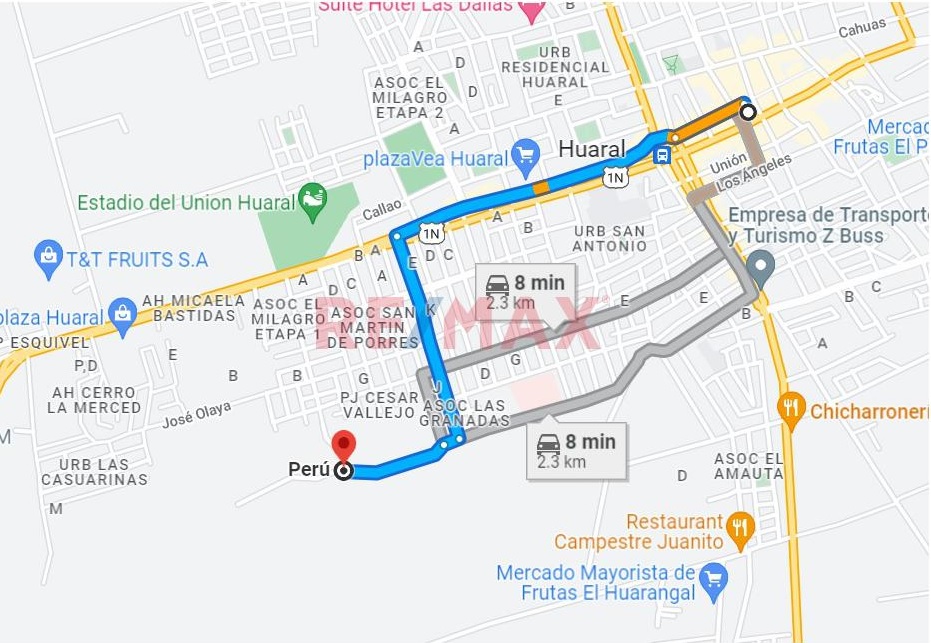 Suite Hotel Las Dalias
B
Cahuas
A
D
URB
RESIDENCIAL
HUARAL
ASOC EL
MILAGRO
ETAPA 2
D
E
A
Huaral
plazaVea Huaral
Mercad
Frutas El P
1N
Unión
Los Angeles
Estadio del Union Huaral
Callao
1N
A
B
URB SAN
ANTONIO
Empresa de Transporte
y Turismo Z Buss
T&T FRUITS S.A
B
A
E
D
C
A
D
C
A
8 min
2.3 km
E
E
B
C
B
AH MICAELA
BASTIDAS
ASOC EL
MILAGRO
ETAPA 1
ASOC SAN
MARTIN
DE PORRES
K
RE/MAX
plaza Huaral
P ESQUIVEL
E
A
P,D
B
B
G
G
D
J
AH CERRO
LA MERCED
José Olaya
PJ CESAR
VALLEJO
ASOC LAS
GRANADAS
Chicharronerí
M
8 min
2.3 km
Perú
URB LAS
CASUARINAS
M
D
ASOC EL
AMAUTA
Restaurant
Campestre Juanito
Mercado Mayorista de
Frutas El Huarangal